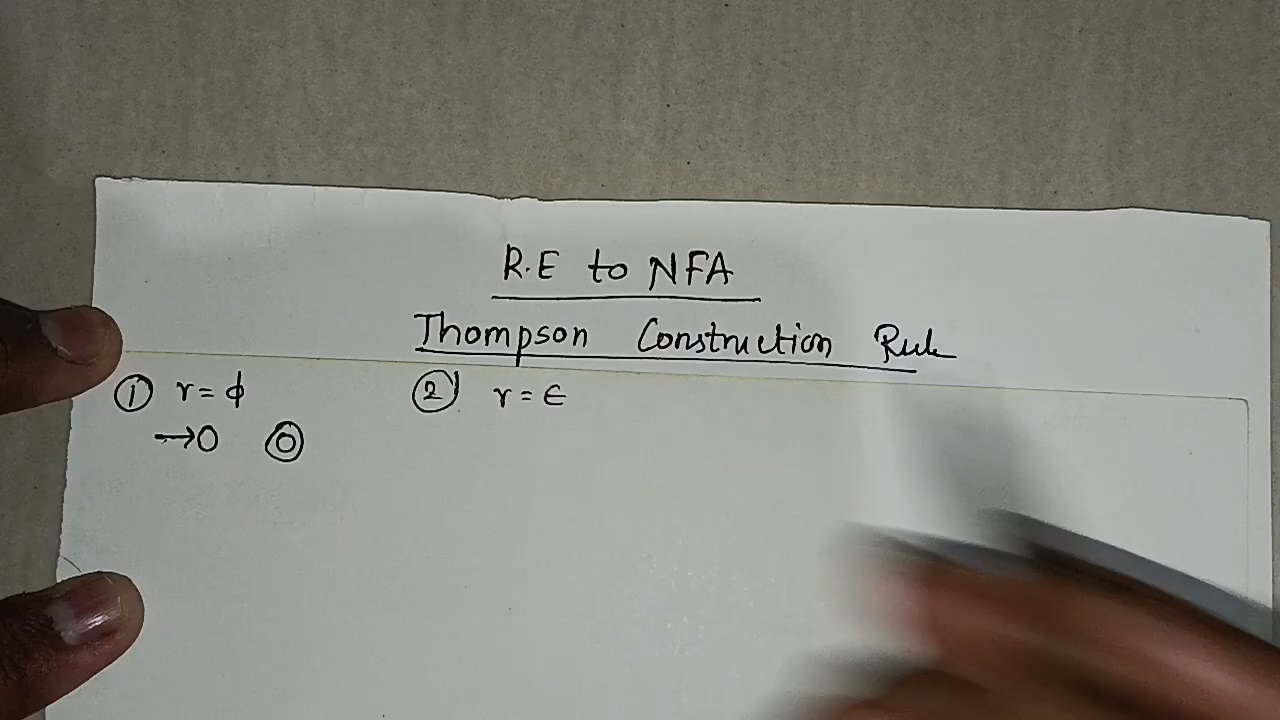 R.E to NFA
Thompson Construction Rule
① r = ϕ
② r = ∈